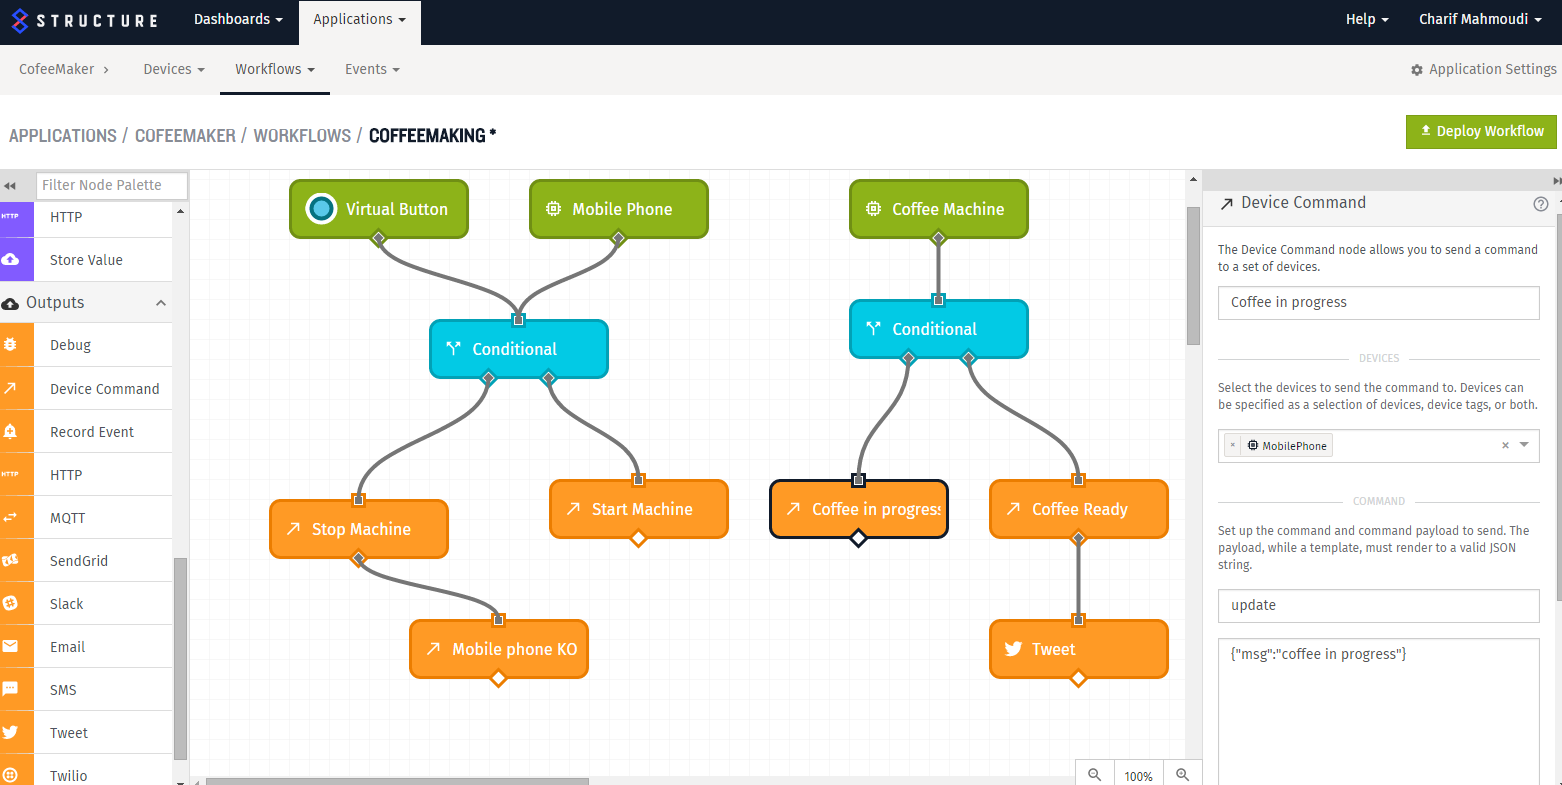 STRUCTURE
Dashboards
Applications
Help
Charif Mahmoudi
CofeeMaker
Devices
Workflows
Events
Application Settings
APPLICATIONS / COFEEMAKER / WORKFLOWS / COFFEEMAKING *
Deploy Workflow
Filter Node Palette
HTTP
HTTP
Store Value
Outputs
Debug
Device Command
Record Event
HTTP
HTTP
MQTT
SendGrid
Slack
Email
SMS
Tweet
Twilio
Virtual Button
Mobile Phone
Coffee Machine
Conditional
Conditional
Stop Machine
Start Machine
Coffee in progress
Coffee Ready
Mobile phone KO
Tweet
100%
Device Command
The Device Command node allows you to send a command
to a set of devices.
Coffee in progress
DEVICES
Select the devices to send the command to. Devices can
be specified as a selection of devices, device tags, or both.
× MobilePhone ×
COMMAND
Set up the command and command payload to send. The
payload, while a template, must render to a valid JSON
string.
update
{"msg":"coffee in progress"}